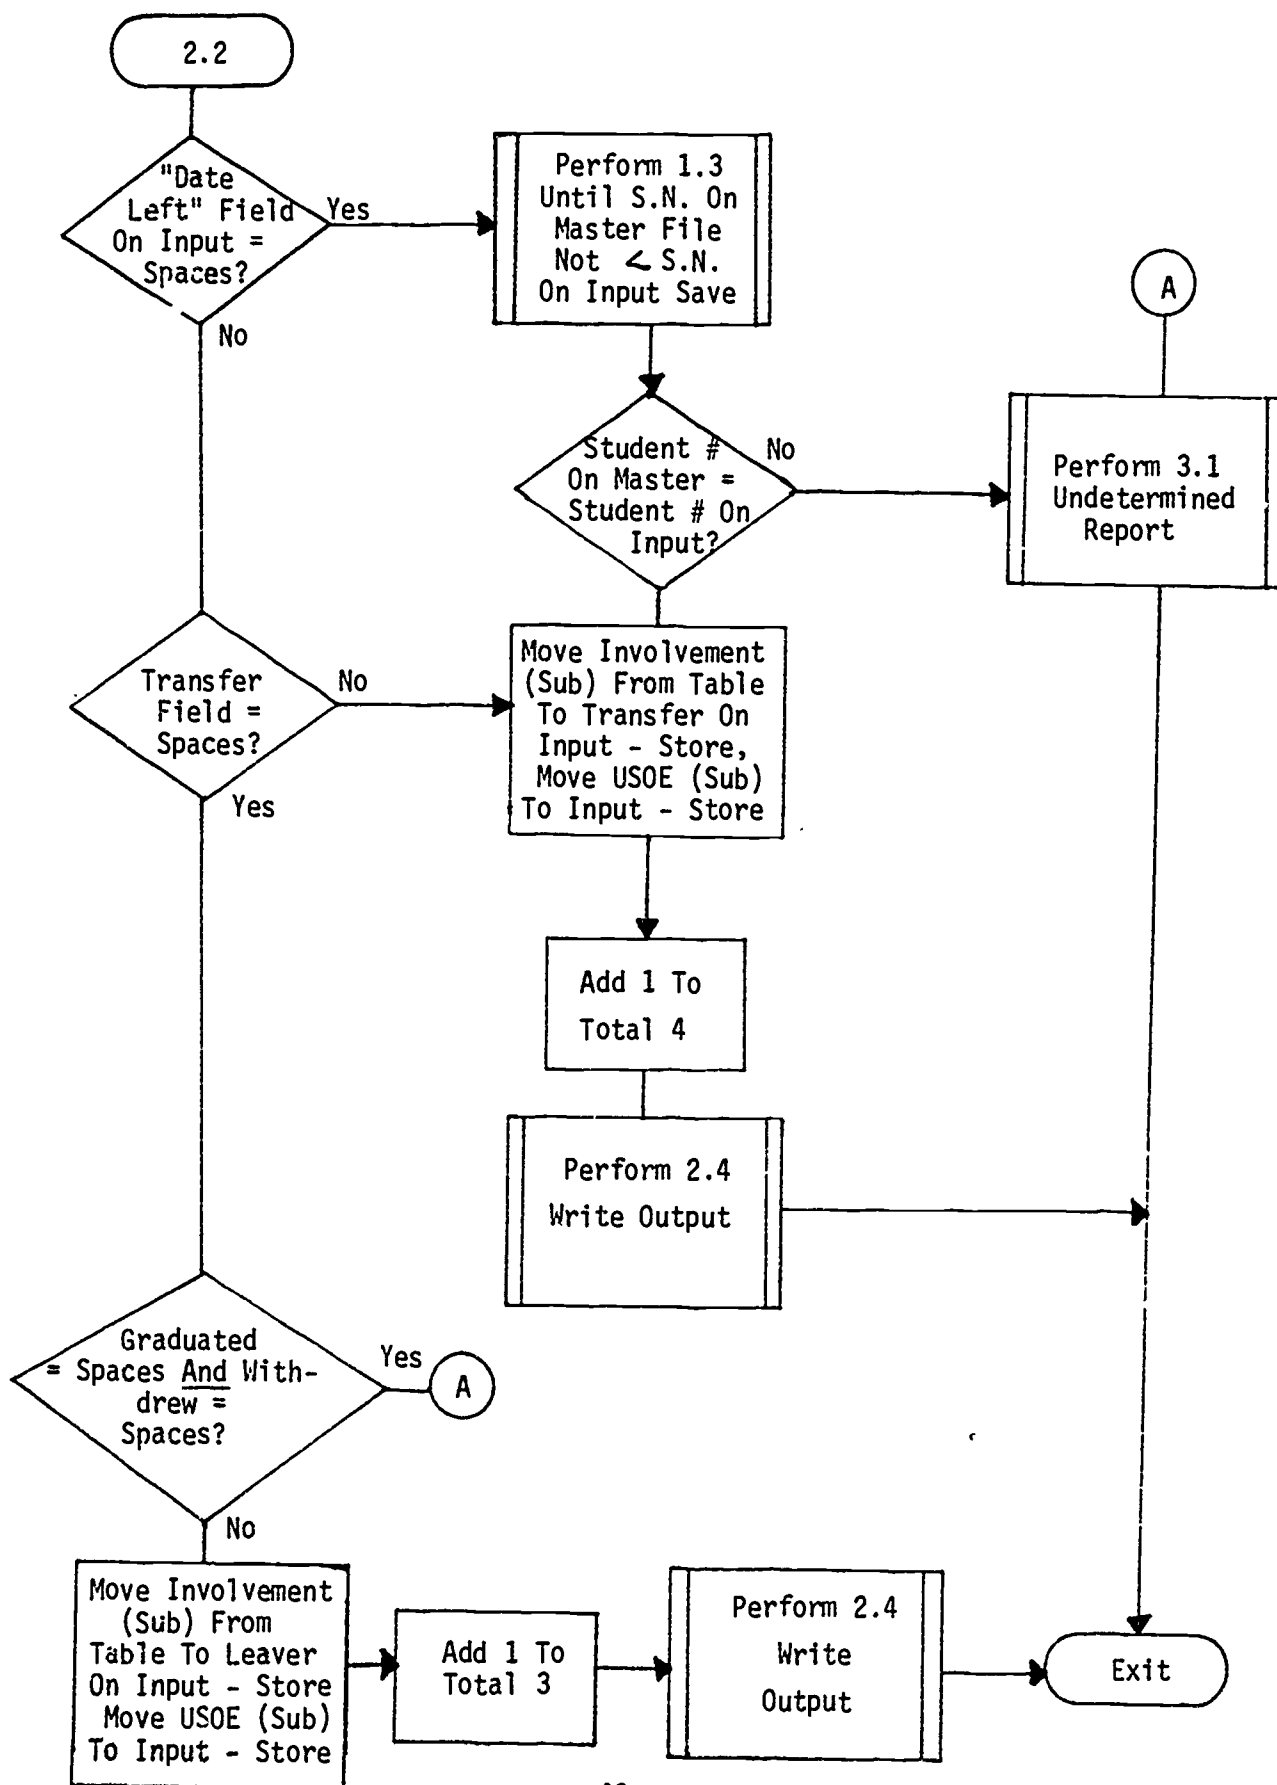 2.2
"Date
Left" Field
On Input =
Spaces?
Yes
No
Perform 1.3
Until S.N. On
Master File
Not < S.N.
On Input Save
A
Student #
On Master =
Student # On
Input?
No
Perform 3.1
Undetermined
Report
Transfer
Field =
Spaces?
No
Yes
Move Involvement
(Sub) From Table
To Transfer On
Input - Store,
Move USOE (Sub)
To Input - Store
Add 1 To
Total 4
Perform 2.4
Write Output
Graduated
= Spaces And With-
drew =
Spaces?
Yes
A
No
Move Involvement
(Sub) From
Table To Leaver
On Input - Store
Move USOE (Sub)
To Input - Store
Add 1 To
Total 3
Perform 2.4
Write
Output
Exit